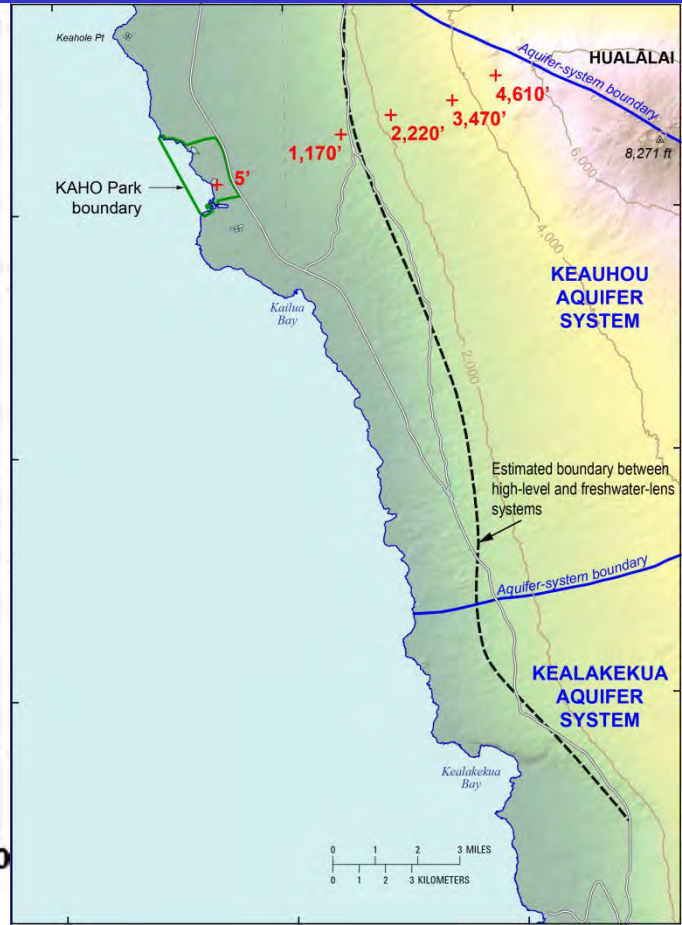 Keahole Pt
Aquifer-system boundary
HUALĀLAI
4,610'
3,470'
2,220'
1,170'
8,271 ft
6,000
5'
KAHO Park
boundary
4,000
KEAUHOU
AQUIFER
SYSTEM
Kailua
Bay
2,000
Estimated boundary between
high-level and freshwater-lens
systems
Aquifer-system boundary
KEALAKEKUA
AQUIFER
SYSTEM
Kealakekua
Bay
0 1 2 3 MILES
0 1 2 3 KILOMETERS
0